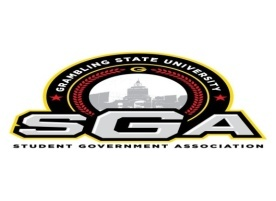 GRAMBLING STATE UNIVERSITY
G
SGA
STUDENT GOVERNMENT ASSOCIATION